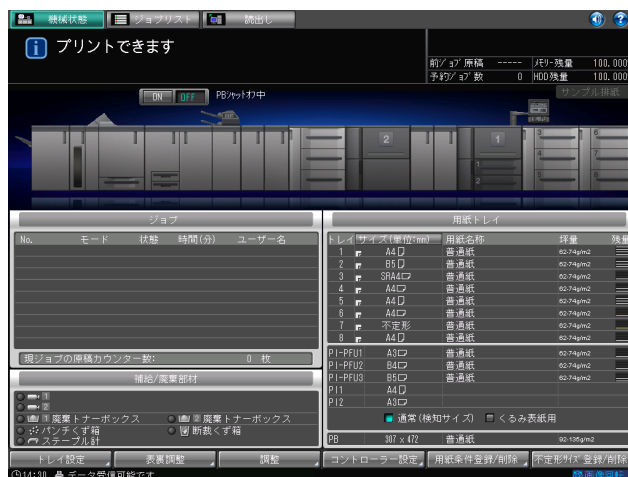 機械状態 ジョブリスト 読出し
プリントできます
前ジョブ原稿 ----- メモリー残量 100.000
予約ジョブ数 0 HDD残量 100.000
ON OFF PBシャットオフ中 サンプル排紙
2 1 3 6
4 7
1
2 5 8
ジョブ
No. モード 状態 時間(分) ユーザー名
現ジョブの原稿カウンター数: 0 枚
補給/廃棄部材
1
2
1 廃棄トナーボックス 2 廃棄トナーボックス
パンチくず箱 断裁くず箱
ステープル針
用紙トレイ
トレイ サイズ(単位:mm) 用紙名称 坪量 残量
1 A4 普通紙 62-74g/m2
2 B5 普通紙 62-74g/m2
3 SRA4 普通紙 62-74g/m2
4 A4 普通紙 62-74g/m2
5 A4 普通紙 62-74g/m2
6 A4 普通紙 62-74g/m2
7 不定形 普通紙 62-74g/m2
8 A4 普通紙 62-74g/m2
PI-PFU1 A3 普通紙 62-74g/m2
PI-PFU2 B4 普通紙 62-74g/m2
PI-PFU3 B5 普通紙 62-74g/m2
PI1 A4
PI2 A3
通常(検知サイズ) くるみ表紙用
PB 307 x 472 普通紙 92-135g/m2
トレイ設定 表裏調整 調整 コントローラー設定 用紙条件登録/削除 不定形サイズ 登録/削除
14:30 データ受信可能です 画像回転